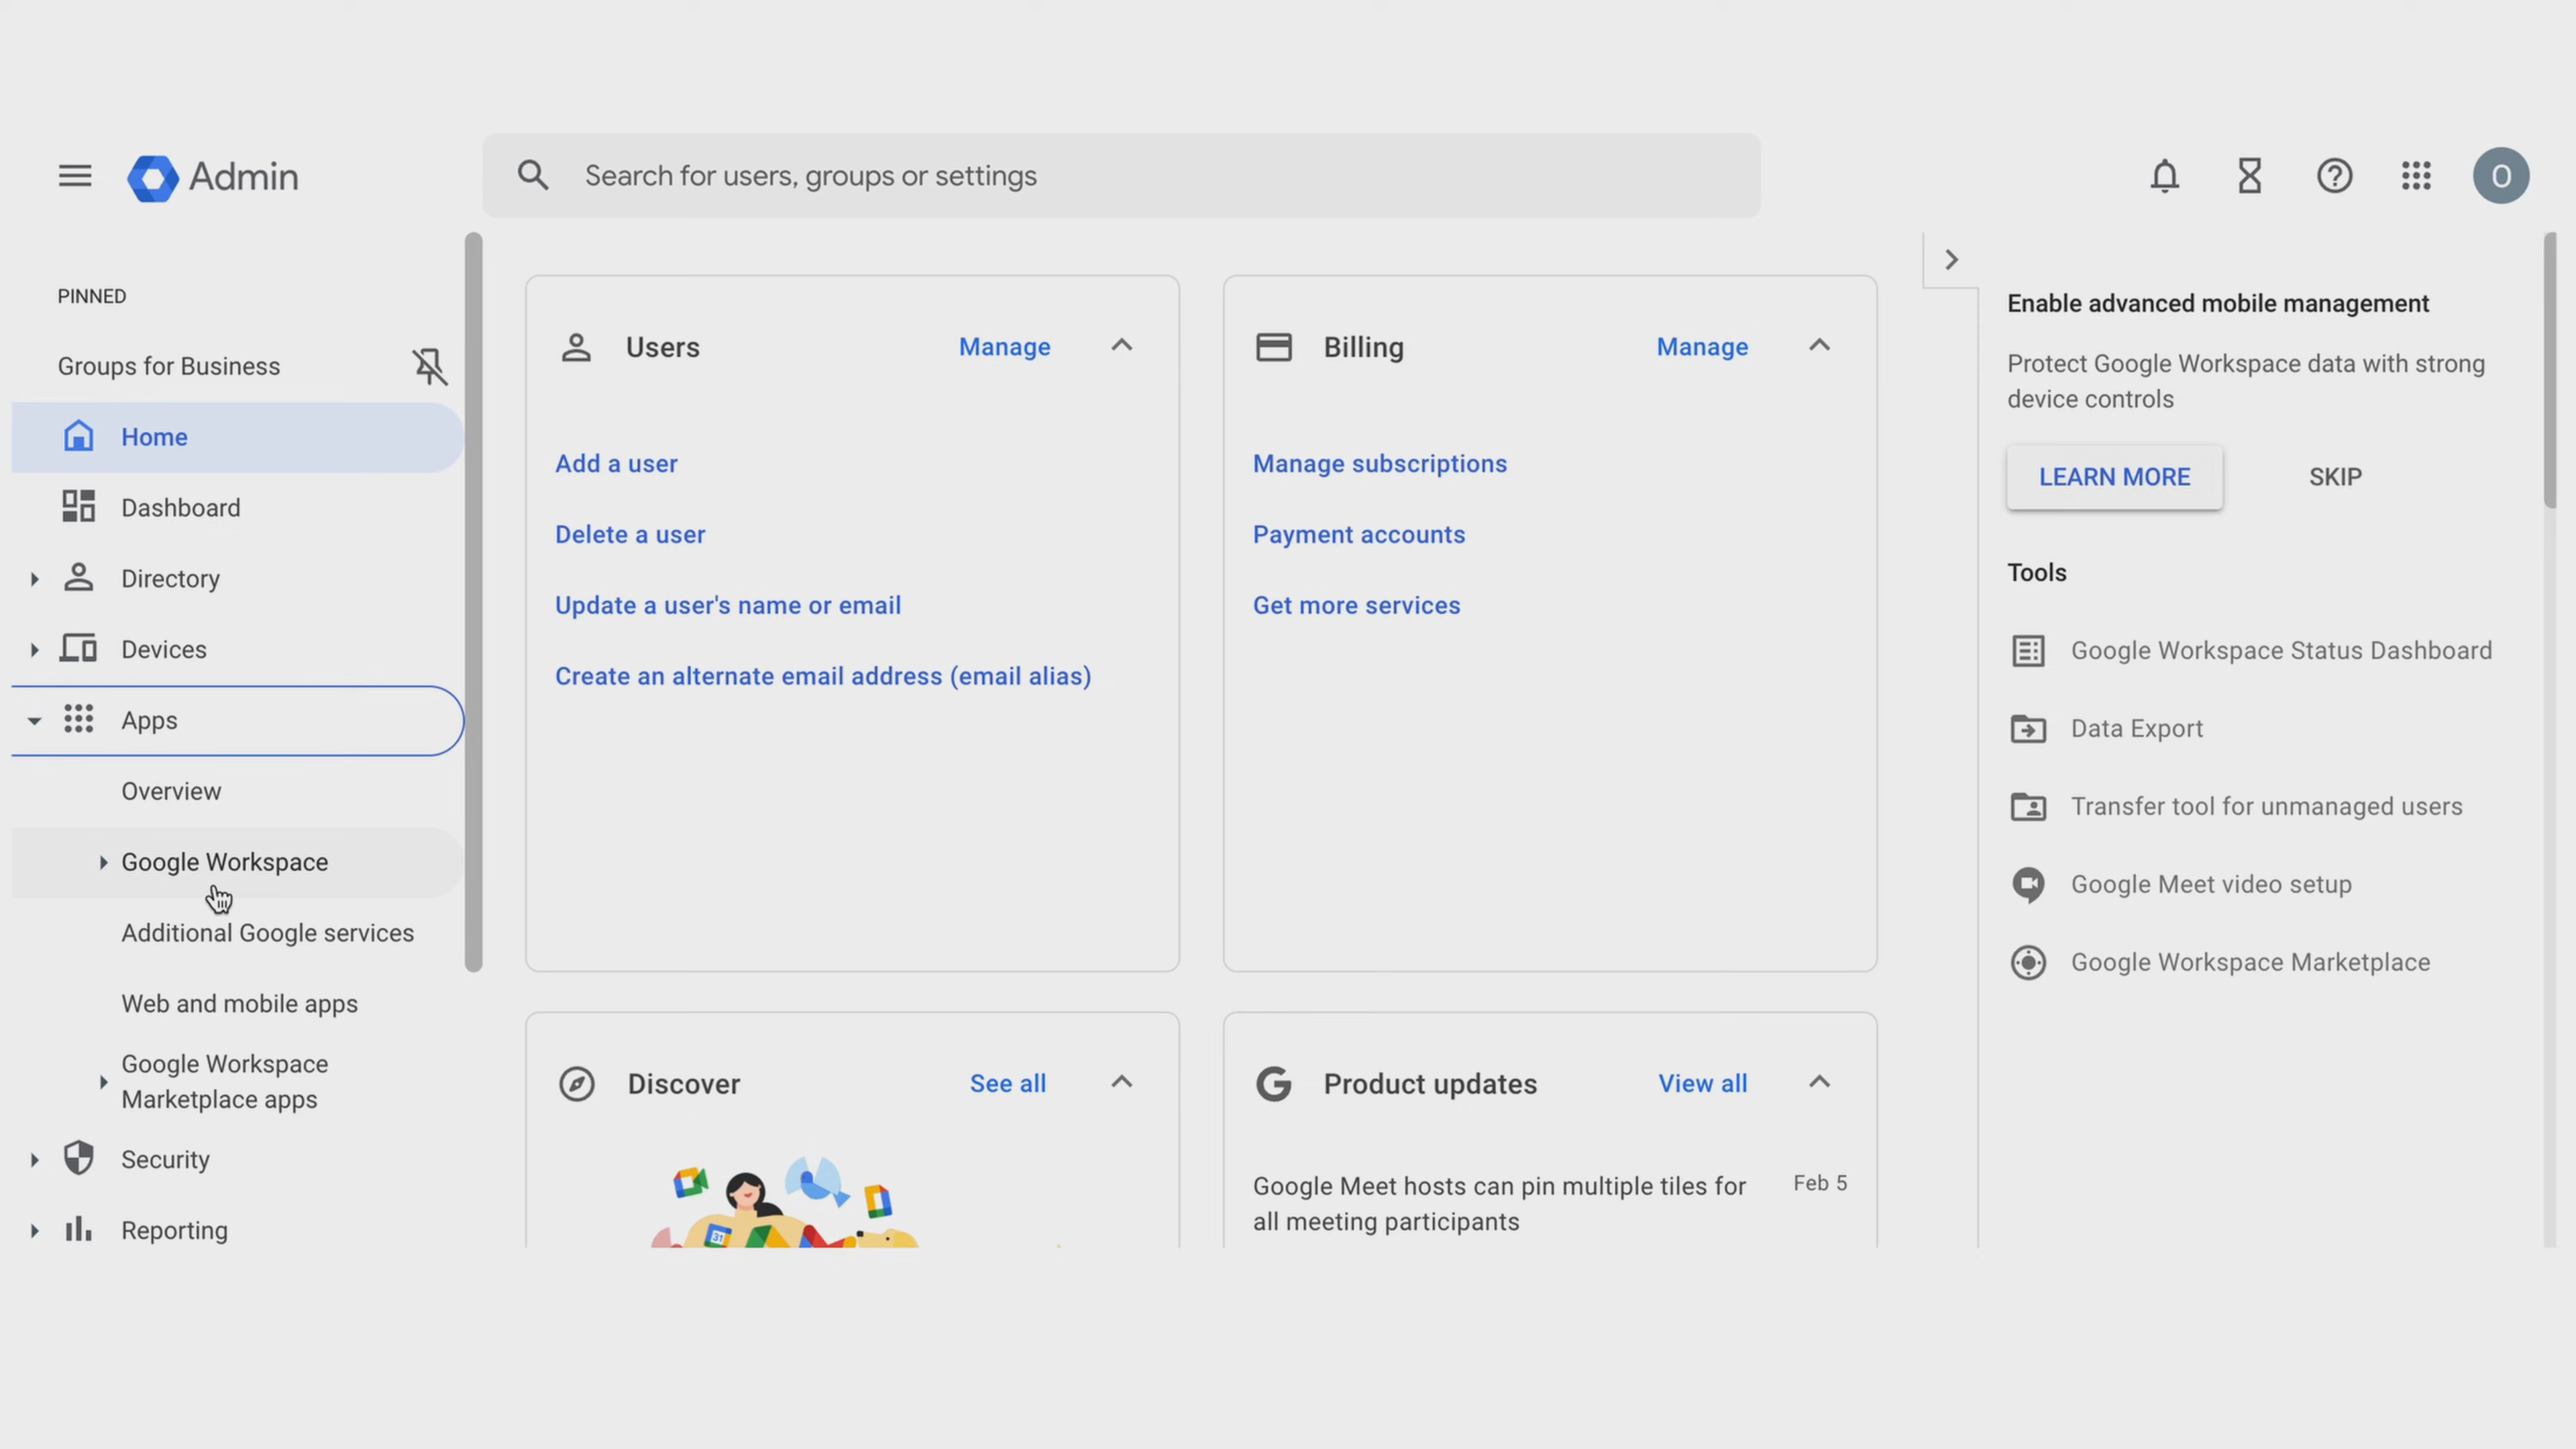 Admin
Search for users, groups or settings
O
PINNED
Groups for Business
Home
Dashboard
Directory
Devices
Apps
Overview
Google Workspace
Additional Google services
Web and mobile apps
Google Workspace
Marketplace apps
Security
Reporting
Users
Manage
Add a user
Delete a user
Update a user's name or email
Create an alternate email address (email alias)
Billing
Manage
Manage subscriptions
Payment accounts
Get more services
Discover
See all
31
Product updates
View all
Google Meet hosts can pin multiple tiles for
all meeting participants
Feb 5
Enable advanced mobile management
Protect Google Workspace data with strong
device controls
LEARN MORE
SKIP
Tools
Google Workspace Status Dashboard
Data Export
Transfer tool for unmanaged users
Google Meet video setup
Google Workspace Marketplace